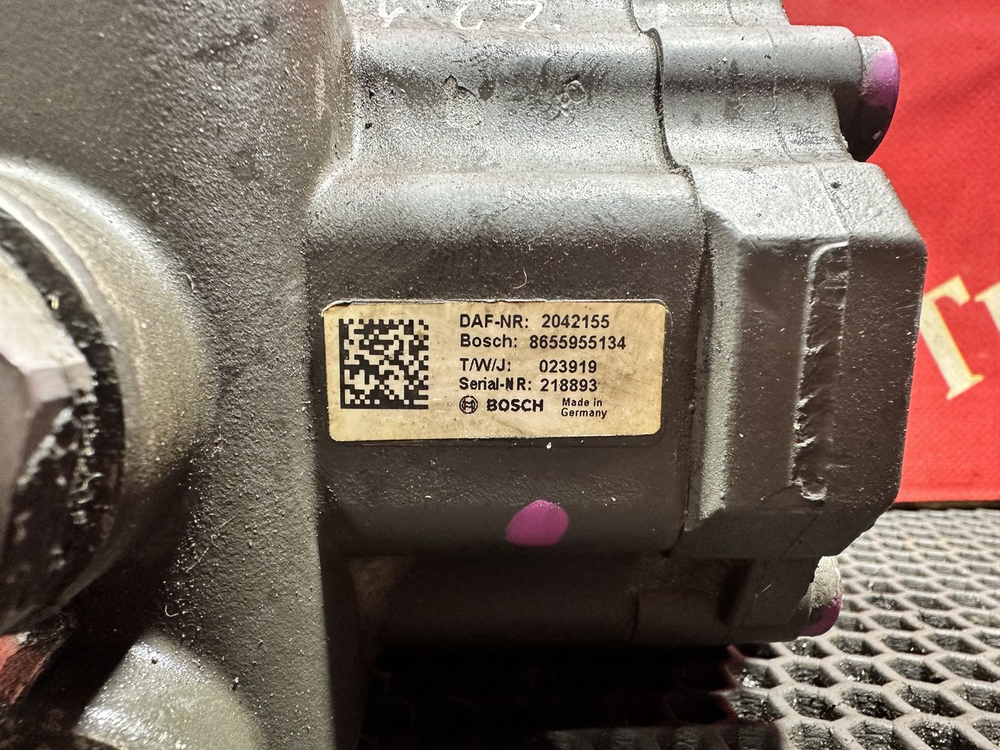 DAF-NR: 2042155
Bosch: 8655955134
T/W/J: 023919
Serial-NR: 218893
BOSCH Made in
Germany